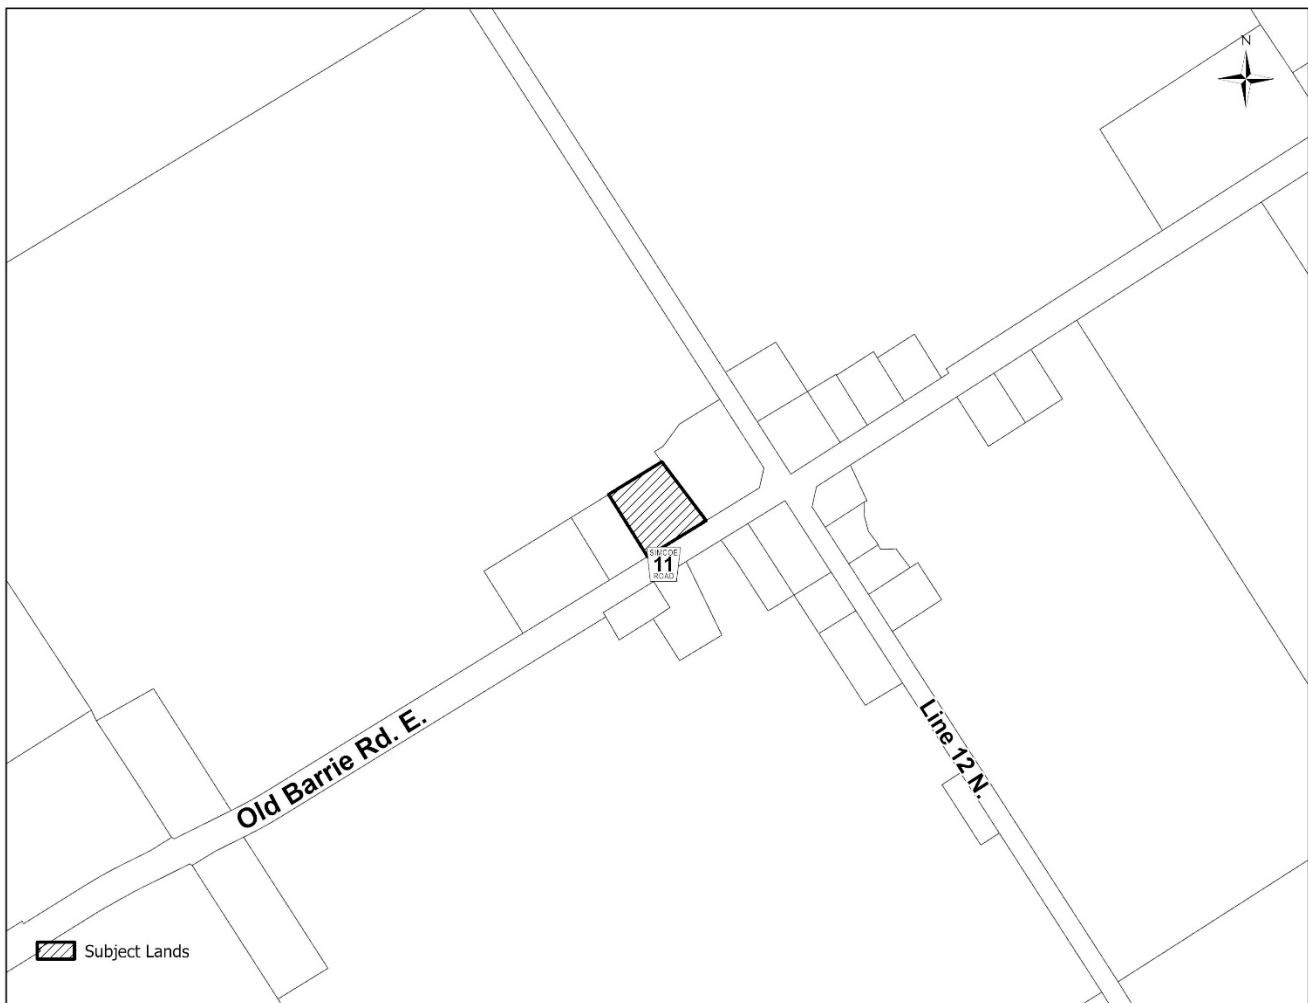 N
SIMCOE
11
ROAD
Old Barrie Rd. E.
Line 12 N.
Subject Lands